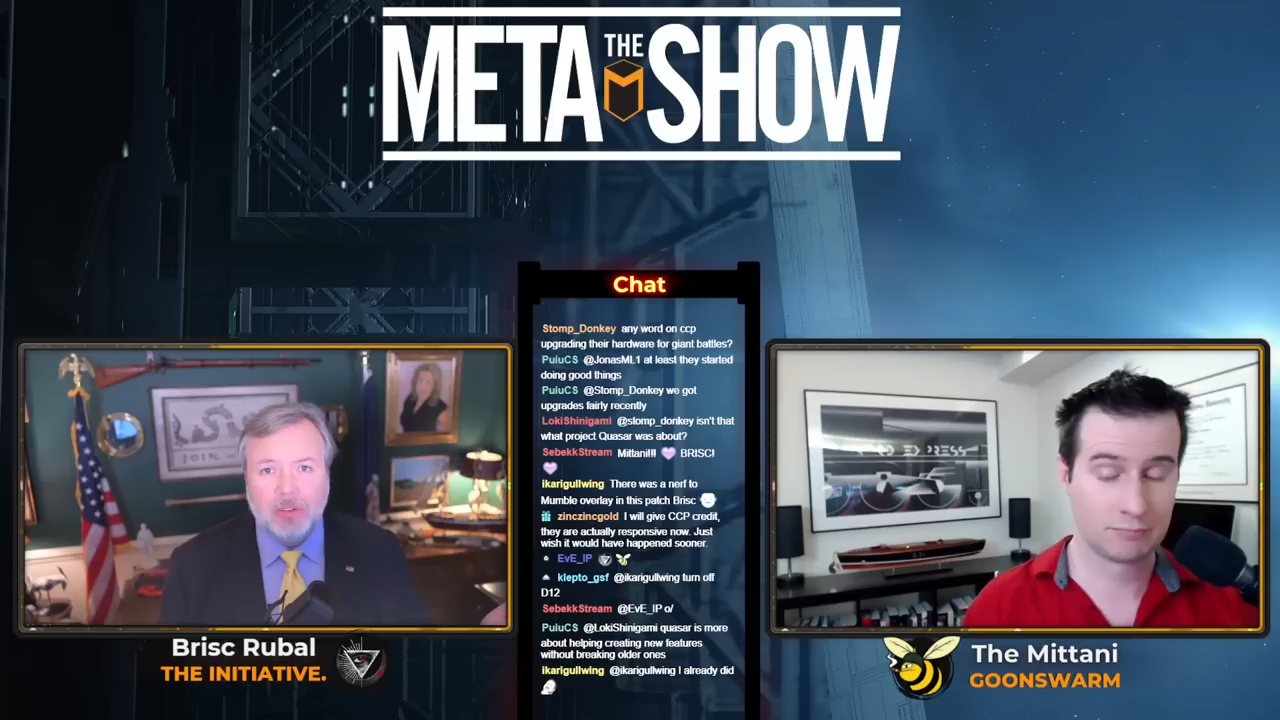 META THE SHOW
Chat
Stomp_Donkey any word on ccp
upgrading their hardware for giant battles?
PuiuCS @JonasML1 at least they started
doing good things
PuiuCS @Stomp_Donkey we got
upgrades fairly recently
LokiShinigami @stomp_donkey isn't that
what project Quasar was about?
SebekkStream Mittani!!! BRISC!
ikarigullwing There was a nerf to
Mumble overlay in this patch Brisc
zinczincgold I will give CCP credit,
they are actually responsive now. Just
wish it would have happened sooner.
EvE_IP
klepto_gsf @ikarigullwing turn off
D12
SebekkStream @EvE_IP o/
PuiuCS @LokiShinigami quasar is more
about helping creating new features
without breaking older ones
ikarigullwing @ikarigullwing I already did
JOIN
Brisc Rubal
THE INITIATIVE.
The Mittani
GOONSWARM